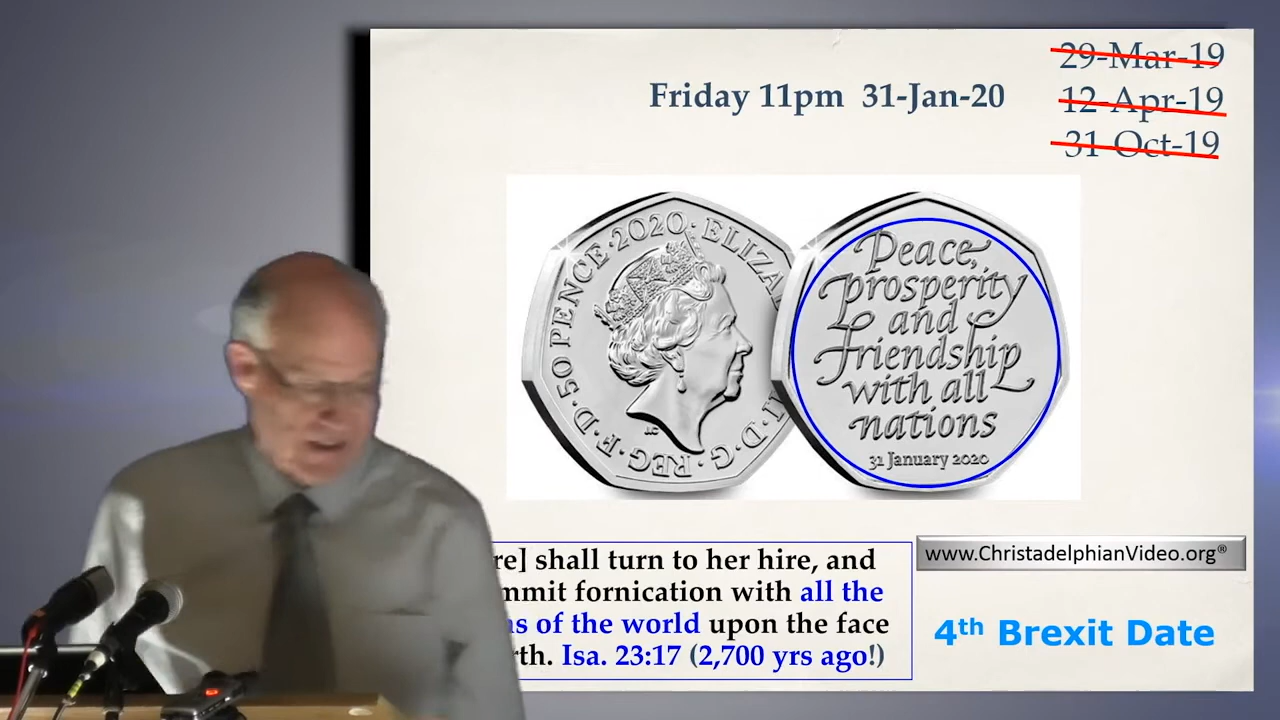 29-Mar-19
Friday 11pm 31-Jan-20
12-Apr-19
31 Oct-19
50 PENCE·2020·ELIZA
D·G·REG·F·D·
Peace,
prosperity
and
friendship
with all
nations
31 January 2020
re] shall turn to her hire, and
mmit fornication with all the
ms of the world upon the face
rth. Isa. 23:17 (2,700 yrs ago!)
www.ChristadelphianVideo.org®
4th Brexit Date